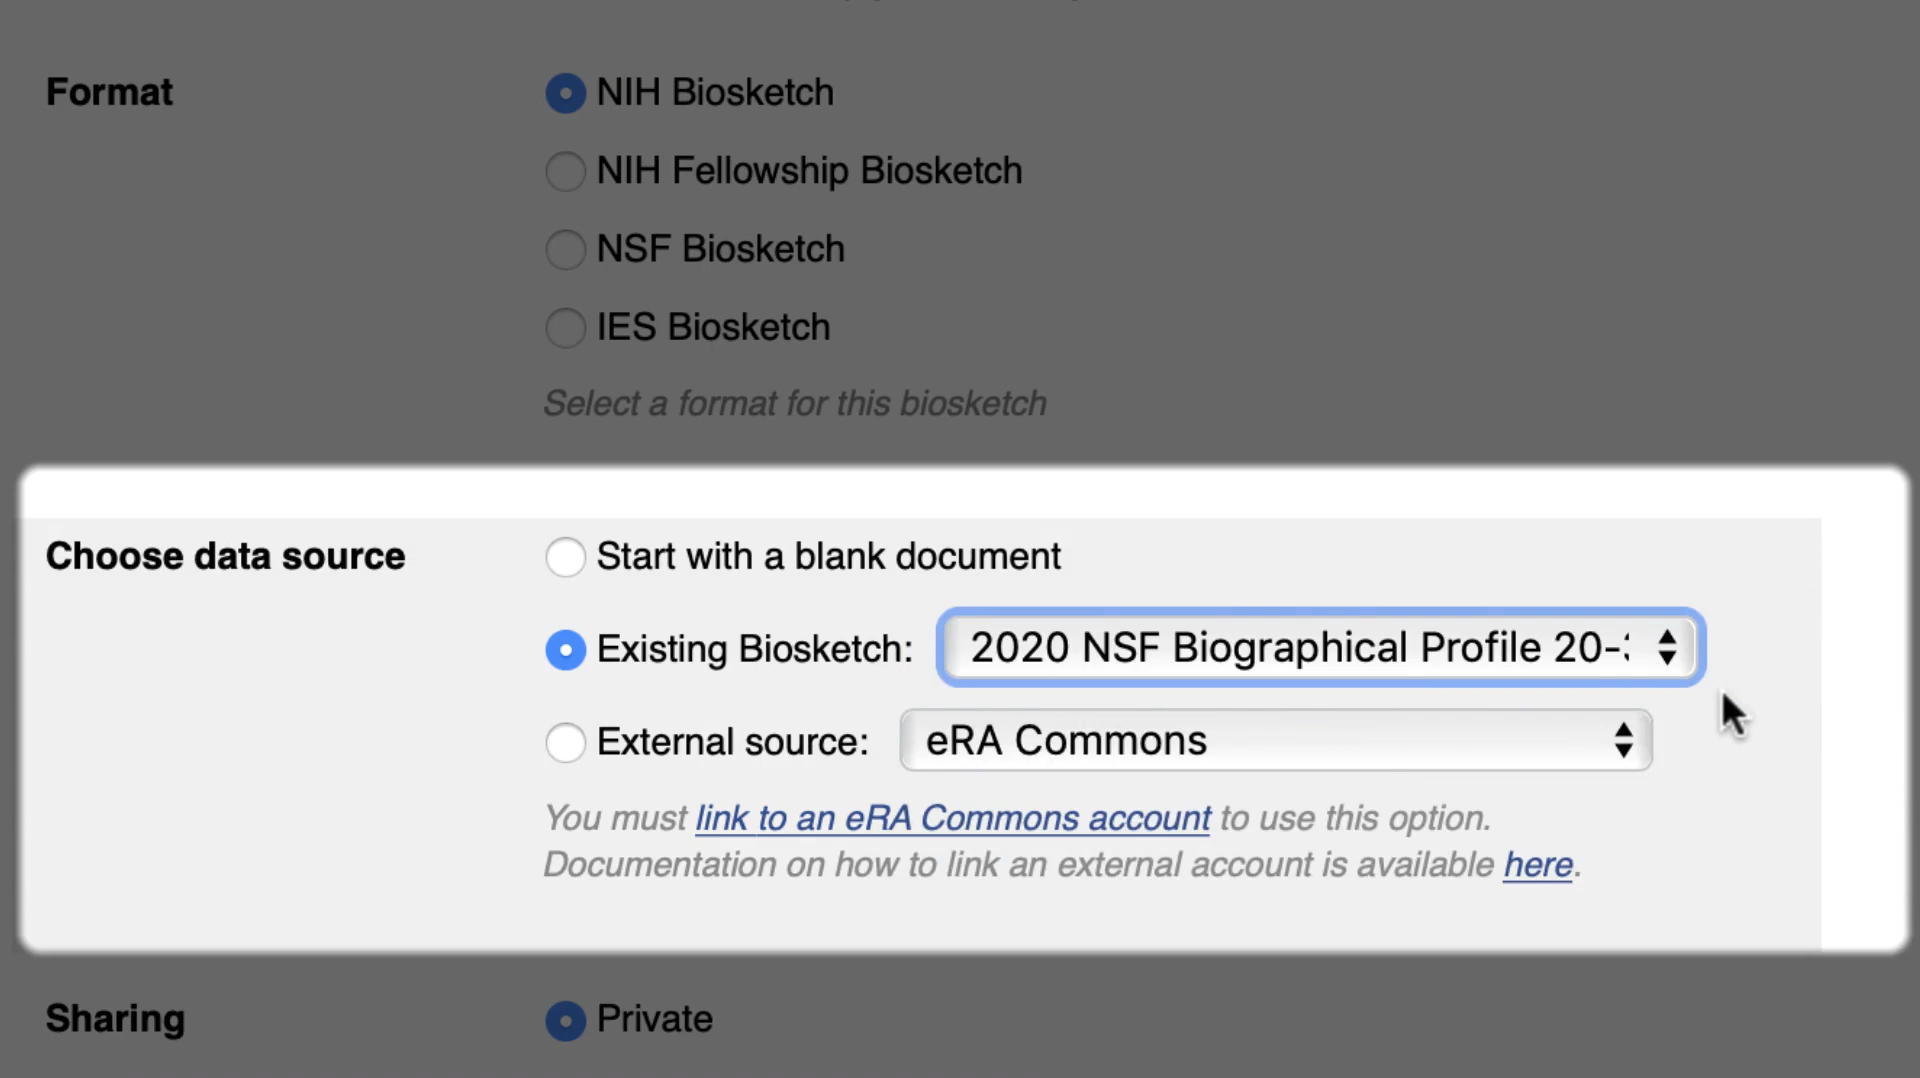 Format
NIH Biosketch
NIH Fellowship Biosketch
NSF Biosketch
IES Biosketch
Select a format for this biosketch
Choose data source
Start with a blank document
Existing Biosketch: 2020 NSF Biographical Profile 20-
External source: eRA Commons
You must link to an eRA Commons account to use this option.
Documentation on how to link an external account is available here.
Sharing
Private